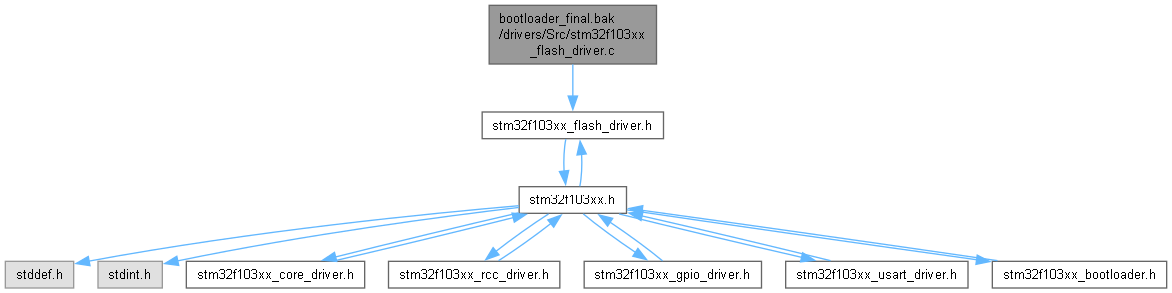 bootloader_final.bak
/drivers/Src/stm32f103xx
_flash_driver.c
stm32f103xx_flash_driver.h
stm32f103xx.h
stddef.h
stdint.h
stm32f103xx_core_driver.h
stm32f103xx_rcc_driver.h
stm32f103xx_gpio_driver.h
stm32f103xx_usart_driver.h
stm32f103xx_bootloader.h